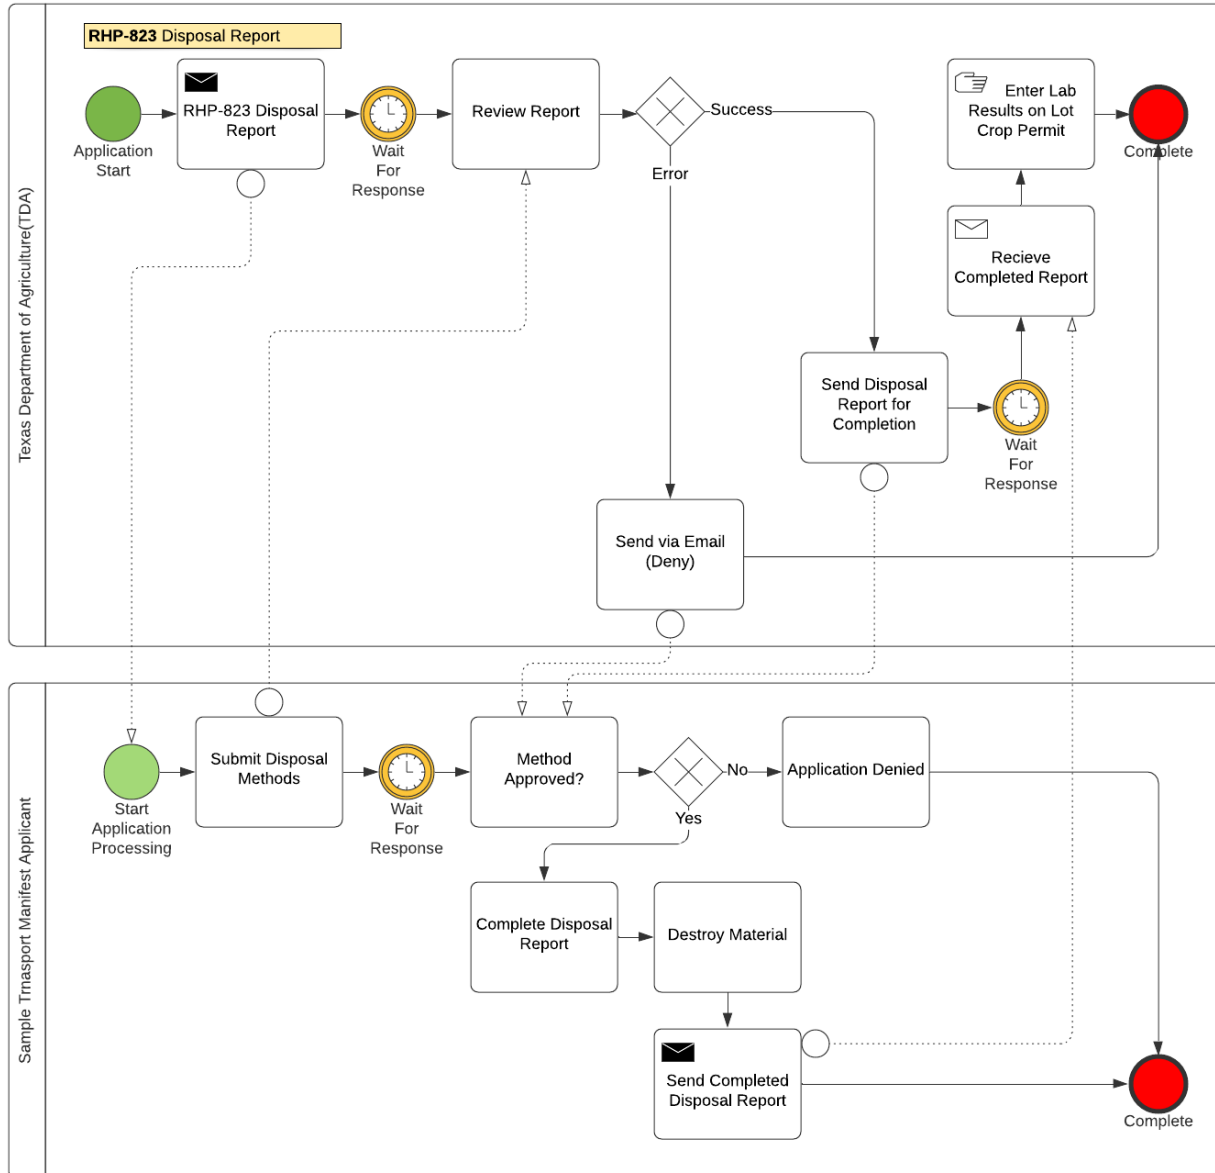 RHP-823 Disposal Report
Texas Department of Agriculture(TDA)
Application
Start
RHP-823 Disposal
Report
Wait
For
Response
Review Report
Success
Error
Enter Lab
Results on Lot
Crop Permit
Complete
Recieve
Completed Report
Send Disposal
Report for
Completion
Wait
For
Response
Send via Email
(Deny)
Sample Trnasport Manifest Applicant
Start
Application
Processing
Submit Disposal
Methods
Wait
For
Response
Method
Approved?
No
Yes
Application Denied
Complete Disposal
Report
Destroy Material
Send Completed
Disposal Report
Complete